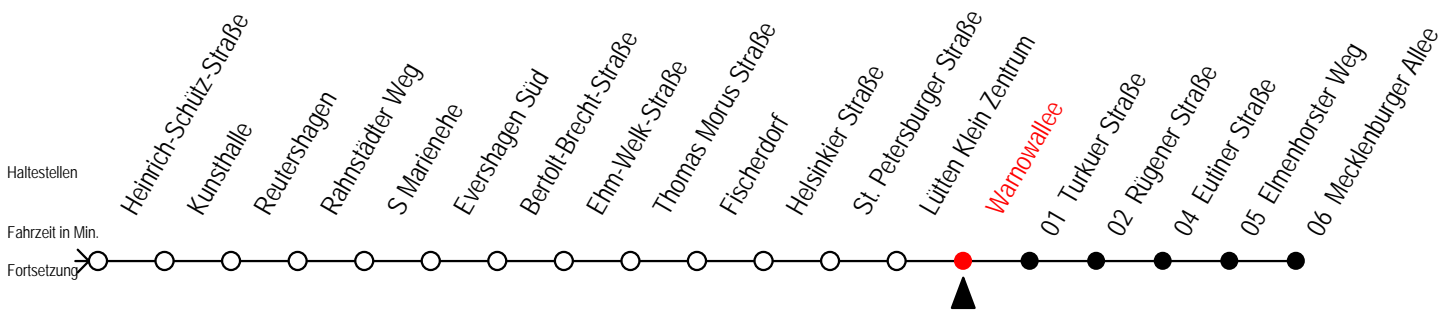 Haltestellen
Fahrzeit in Min.
Fortsetzung
Heinrich-Schütz-Straße
Kunsthalle
Reutershagen
Rahnstädter Weg
S Marienehe
Evershagen Süd
Bertolt-Brecht-Straße
Ehm-Welk-Straße
Thomas Morus Straße
Fischerdorf
Helsinkier Straße
St. Petersburger Straße
Lütten Klein Zentrum
Warnowallee
01 Turkuer Straße
02 Rügener Straße
04 Eutiner Straße
05 Elmenhorster Weg
06 Mecklenburger Allee